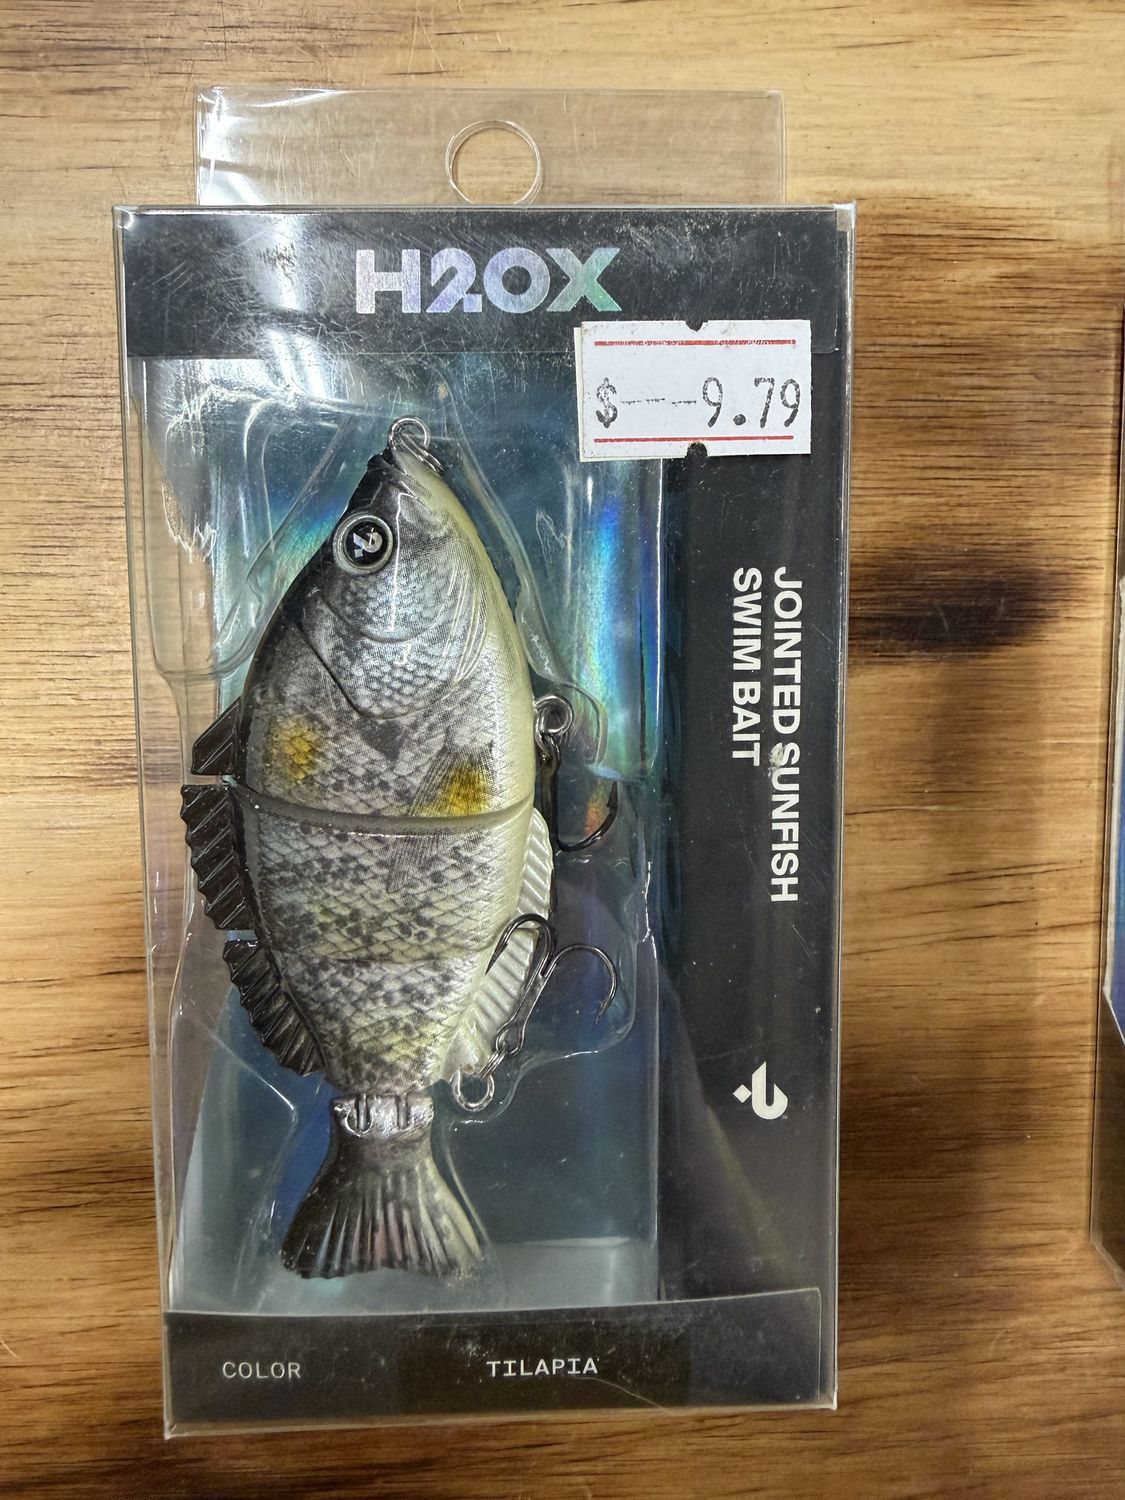 H2OX
$---9.79
JOINTED SUNFISH
SWIM BAIT
COLOR TILAPIA